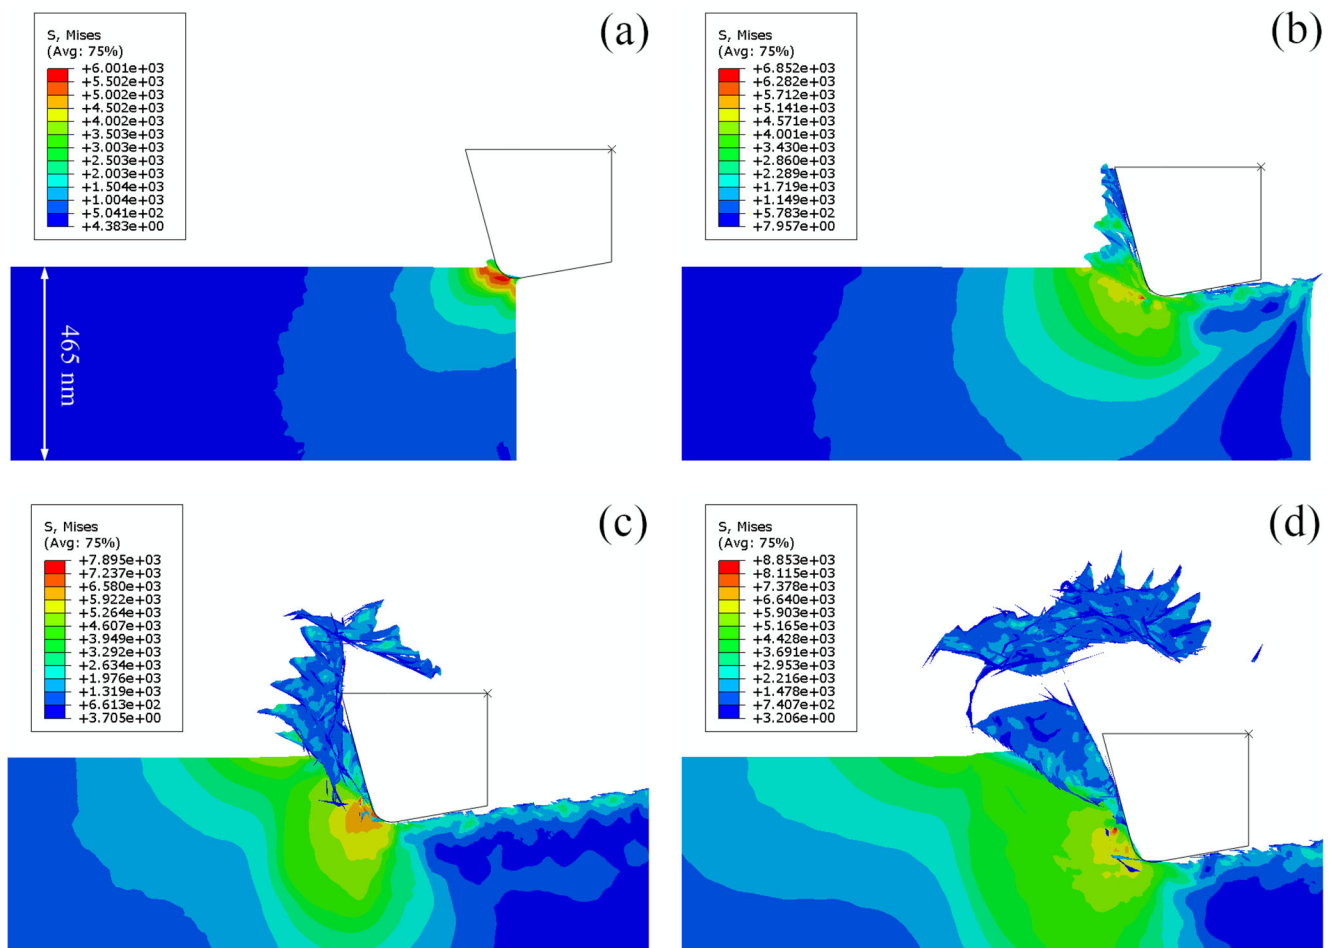 (a)
S, Mises
(Avg: 75%)
+6.001e+03
+5.502e+03
+5.002e+03
+4.502e+03
+4.002e+03
+3.503e+03
+3.003e+03
+2.503e+03
+2.003e+03
+1.504e+03
+1.004e+03
+5.041e+02
+4.383e+00
465 nm
(b)
S, Mises
(Avg: 75%)
+6.852e+03
+6.282e+03
+5.712e+03
+5.141e+03
+4.571e+03
+4.001e+03
+3.430e+03
+2.860e+03
+2.289e+03
+1.719e+03
+1.149e+03
+5.783e+02
+7.957e+00
(c)
S, Mises
(Avg: 75%)
+7.895e+03
+7.237e+03
+6.580e+03
+5.922e+03
+5.264e+03
+4.607e+03
+3.949e+03
+3.292e+03
+2.634e+03
+1.976e+03
+1.319e+03
+6.613e+02
+3.705e+00
(d)
S, Mises
(Avg: 75%)
+8.853e+03
+8.115e+03
+7.378e+03
+6.640e+03
+5.903e+03
+5.165e+03
+4.428e+03
+3.691e+03
+2.953e+03
+2.216e+03
+1.478e+03
+7.407e+02
+3.206e+00